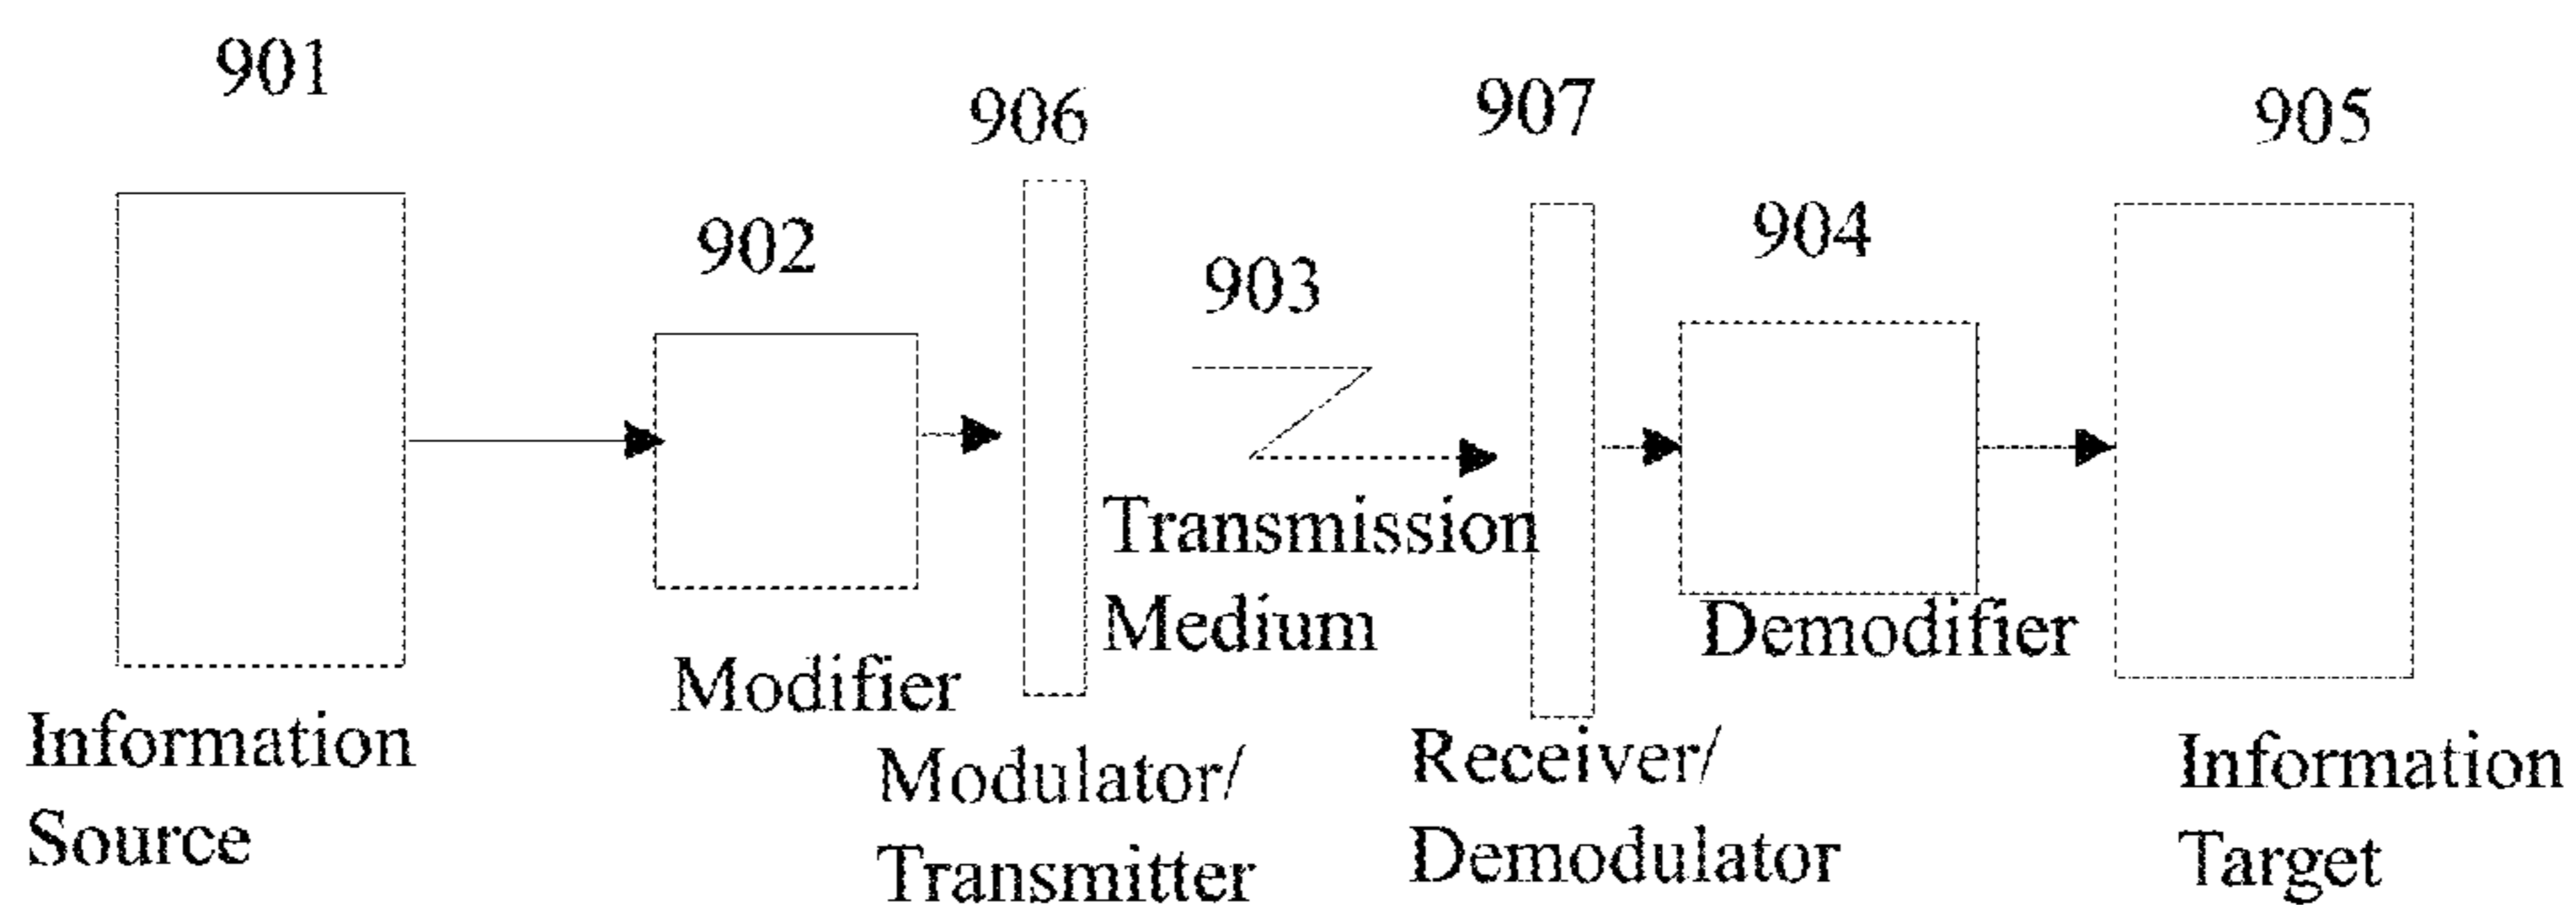 901
906
907
905
902
904
903
Transmission
Medium
Demodifier
Modifier
Information
Source
Modulator/
Transmitter
Receiver/
Demodulator
Information
Target